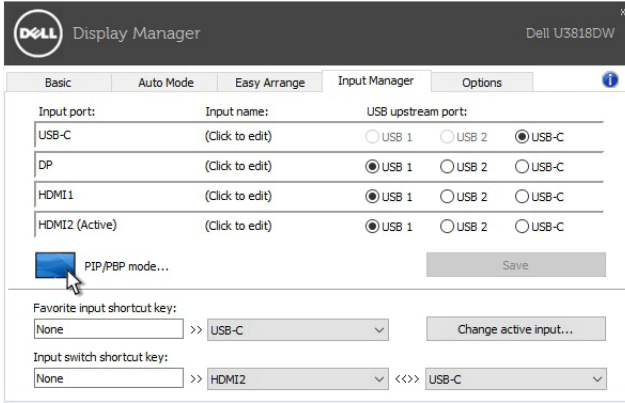 DELL Display Manager Dell U3818DW
Basic Auto Mode Easy Arrange Input Manager Options
Input port: Input name: USB upstream port:
USB-C (Click to edit) USB 1 USB 2 USB-C
DP (Click to edit) USB 1 USB 2 USB-C
HDMI1 (Click to edit) USB 1 USB 2 USB-C
HDMI2 (Active) (Click to edit) USB 1 USB 2 USB-C
PIP/PBP mode... Save
Favorite input shortcut key:
None >> USB-C Change active input...
Input switch shortcut key:
None >> HDMI2 <<>> USB-C